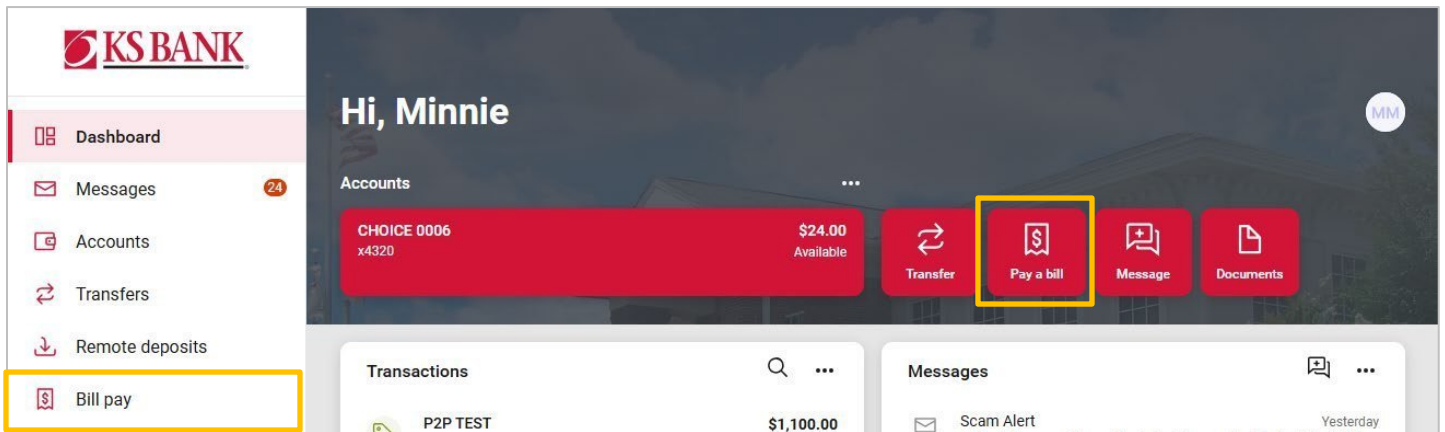 KS BANK
Dashboard
Messages 24
Accounts
Transfers
Remote deposits
Bill pay
Hi, Minnie
MM
Accounts
CHOICE 0006 $24.00
x4320 Available
Transfer
Pay a bill
Message
Documents
Transactions
P2P TEST $1,100.00
Messages
Scam Alert Yesterday